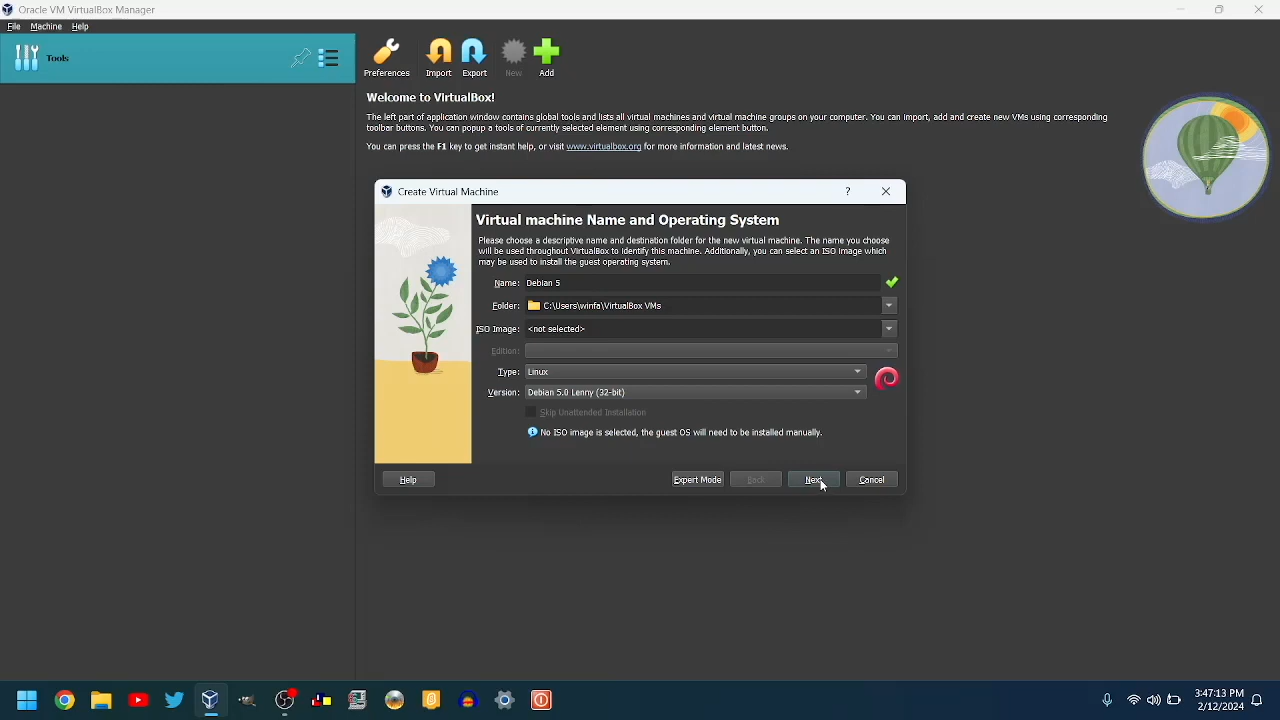 Oracle VM VirtualBox Manager
File Machine Help
Tools
Preferences Import Export New Add
Welcome to VirtualBox!
The left part of application window contains global tools and lists all virtual machines and virtual machine groups on your computer. You can import, add and create new VMs using corresponding
toolbar buttons. You can popup a tools of currently selected element using corresponding element button.
You can press the F1 key to get instant help, or visit www.virtualbox.org for more information and latest news.
Create Virtual Machine ?
Virtual machine Name and Operating System
Please choose a descriptive name and destination folder for the new virtual machine. The name you choose
will be used throughout VirtualBox to identify this machine. Additionally, you can select an ISO image which
may be used to install the guest operating system.
Name: Debian 5
Folder: C:\Users\winfa\VirtualBox VMs
ISO Image: <not selected>
Edition:
Type: Linux
Version: Debian 5.0 Lenny (32-bit)
Skip Unattended Installation
No ISO image is selected, the guest OS will need to be installed manually.
Help Expert Mode Back Next Cancel
3:47:13 PM
2/12/2024